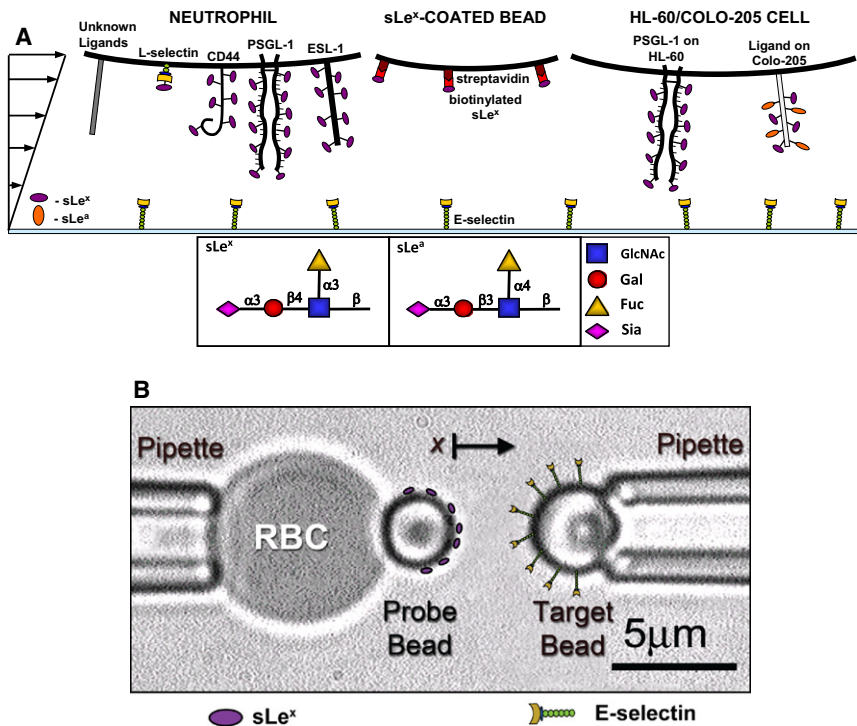 A
NEUTROPHIL
sLeˣ-COATED BEAD
HL-60/COLO-205 CELL
Unknown
Ligands
L-selectin
CD44
PSGL-1
ESL-1
streptavidin
biotinylated
sLeˣ
PSGL-1 on
HL-60
Ligand on
Colo-205
- sLeˣ
- sLeᵃ
E-selectin
sLeˣ
α3
β4
α3
β
sLeᵃ
α3
β3
α4
β
GlcNAc
Gal
Fuc
Sia
B
Pipette
x
Pipette
RBC
Probe
Bead
Target
Bead
5μm
sLeˣ
E-selectin